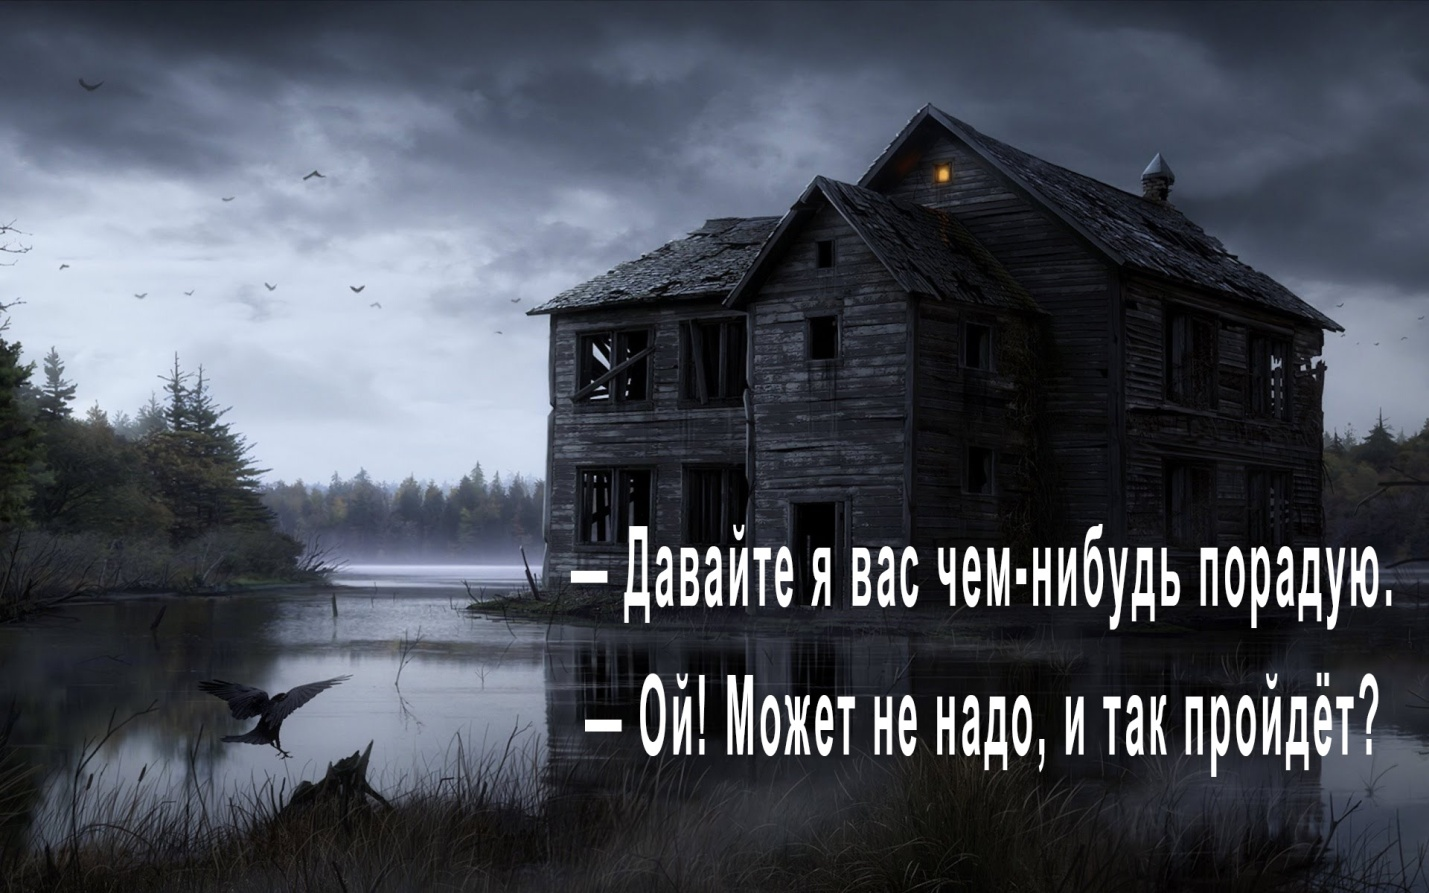 – Давайте я вас чем-нибудь порадую.
– Ой! Может не надо, и так пройдёт?